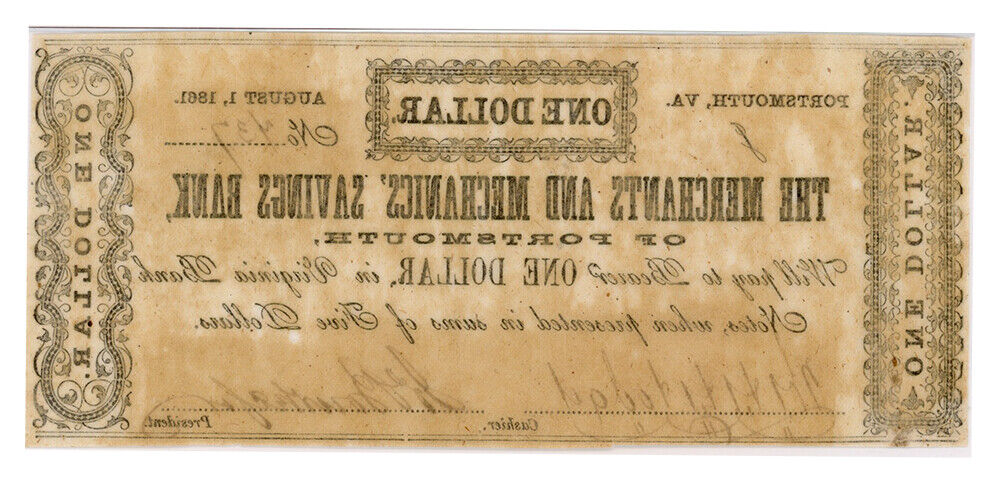 PORTSMOUTH, VA.
ONE DOLLAR.
AUGUST 1, 1861.
No 437
THE MERCHANTS AND MECHANICS' SAVINGS BANK,
OF PORTSMOUTH,
Will pay to Bearer ONE DOLLAR, in Virginia Bank
Notes, when presented in sums of Five Dollars.
Cashier.
President.
ONE DOLLAR.
ONE DOLLAR.